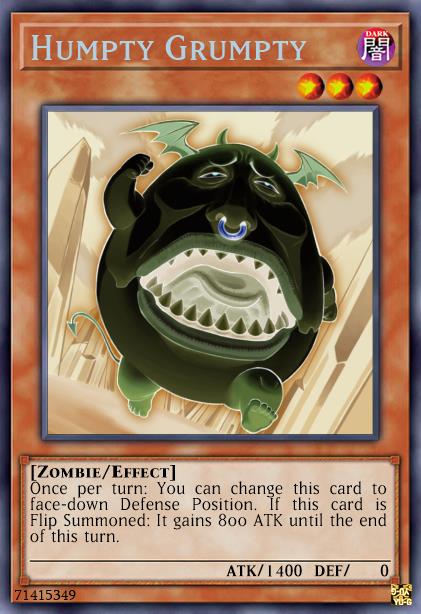 Humpty Grumpty
DARK
闇
[Zombie/Effect]
Once per turn: You can change this card to
face-down Defense Position. If this card is
Flip Summoned: It gains 800 ATK until the end
of this turn.
ATK/1400 DEF/ 0
71415349